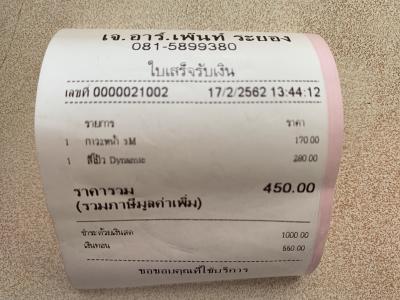 เจ.อาร์.เพ้นท์ ระยอง
081-5899380
ใบเสร็จรับเงิน
เลขที่ 0000021002 17/2/2562 13:44:12
รายการ ราคา
1 กาวะหน้า 3M 170.00
1 สีโป๊ว Dynamic 280.00
ราคารวม 450.00
(รวมภาษีมูลค่าเพิ่ม)
ชำระด้วยเงินสด 1000.00
เงินทอน 550.00
ขอขอบคุณที่ใช้บริการ